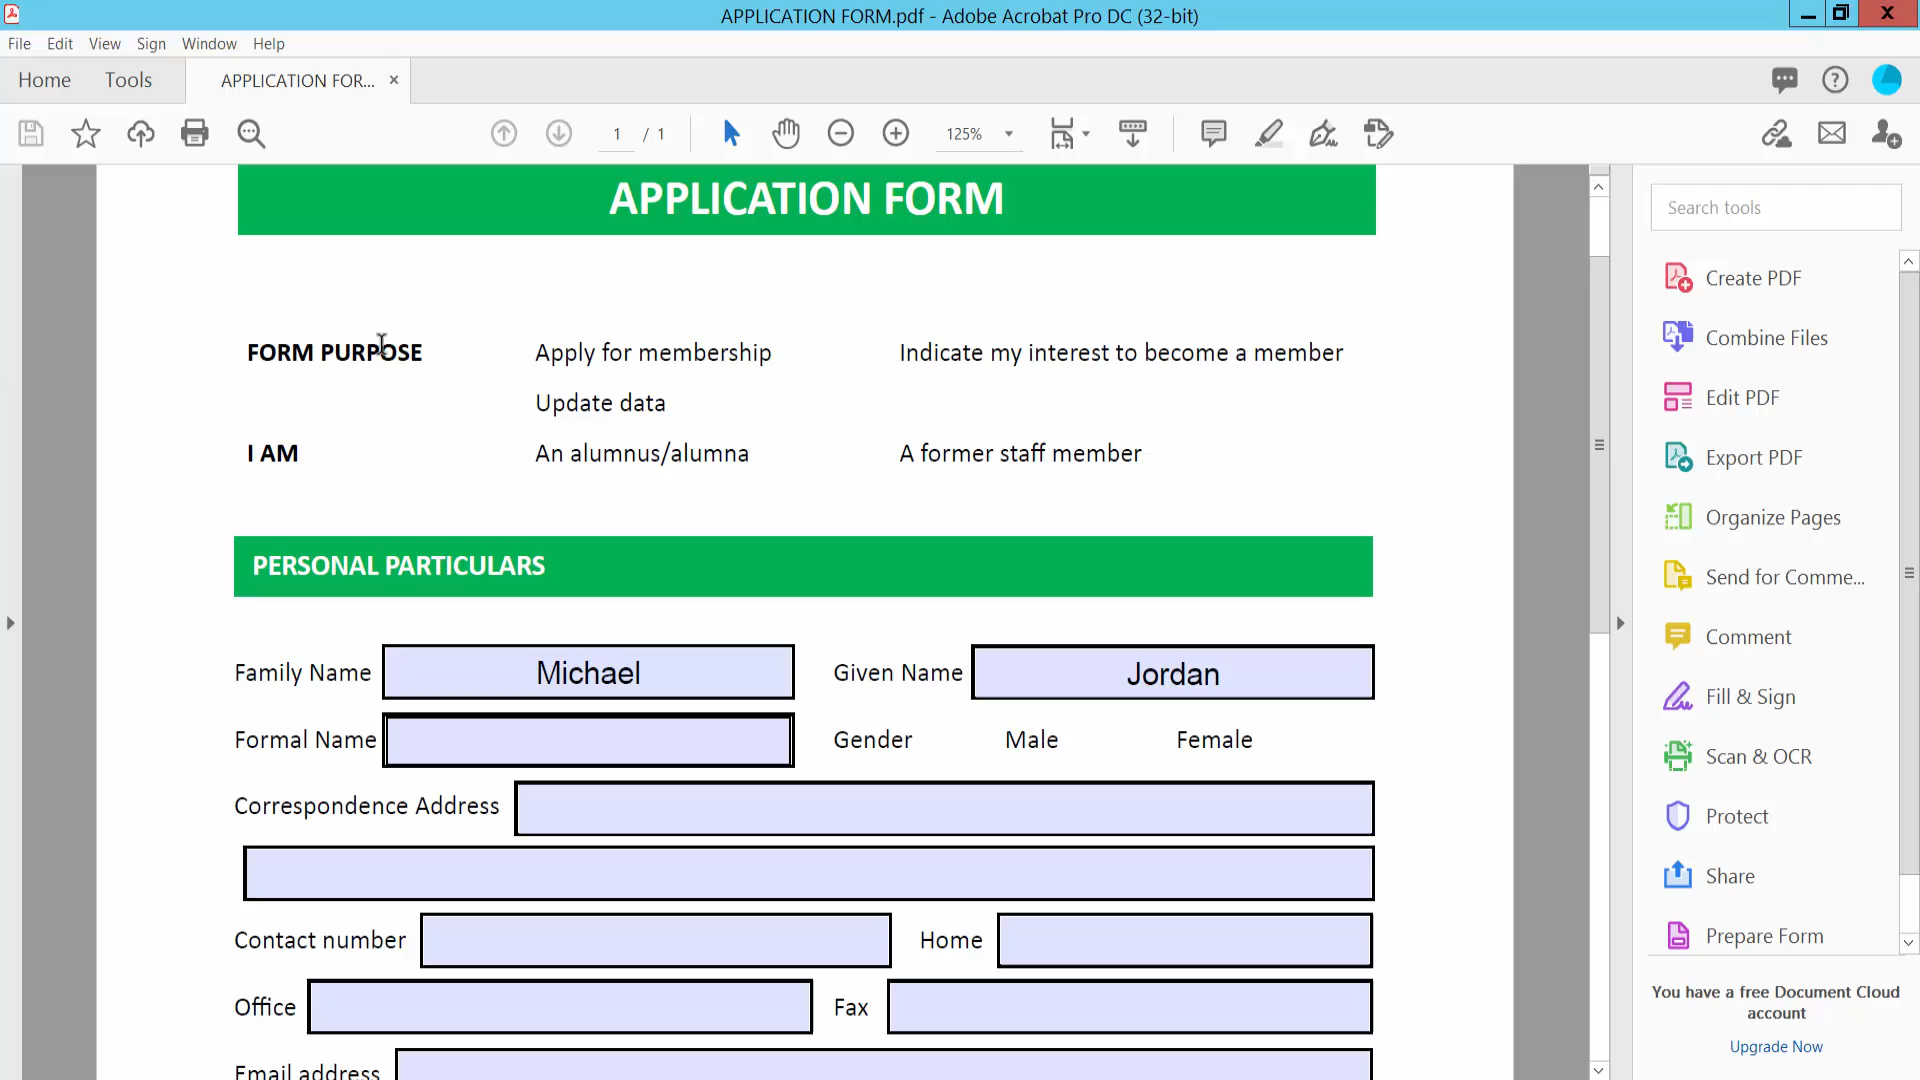 APPLICATION FORM.pdf - Adobe Acrobat Pro DC (32-bit)
X
File Edit View Sign Window Help
Home Tools APPLICATION FOR... ×
1 / 1 125%
APPLICATION FORM
FORM PURPOSE Apply for membership Indicate my interest to become a member
Update data
I AM An alumnus/alumna A former staff member
PERSONAL PARTICULARS
Family Name Michael Given Name Jordan
Formal Name Gender Male Female
Correspondence Address
Contact number Home
Office Fax
Email address
Search tools
Create PDF
Combine Files
Edit PDF
Export PDF
Organize Pages
Send for Comme...
Comment
Fill & Sign
Scan & OCR
Protect
Share
Prepare Form
You have a free Document Cloud
account
Upgrade Now